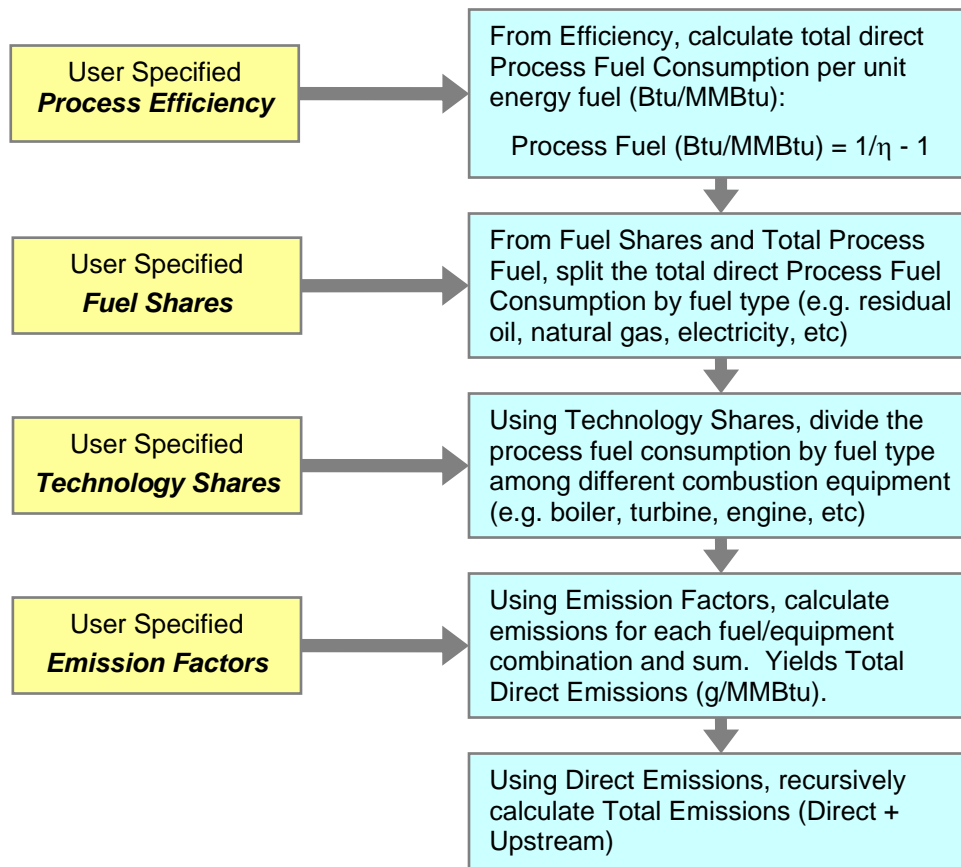 User Specified
Process Efficiency
From Efficiency, calculate total direct
Process Fuel Consumption per unit
energy fuel (Btu/MMBtu):
Process Fuel (Btu/MMBtu) = 1/η - 1
User Specified
Fuel Shares
From Fuel Shares and Total Process
Fuel, split the total direct Process Fuel
Consumption by fuel type (e.g. residual
oil, natural gas, electricity, etc)
User Specified
Technology Shares
Using Technology Shares, divide the
process fuel consumption by fuel type
among different combustion equipment
(e.g. boiler, turbine, engine, etc)
User Specified
Emission Factors
Using Emission Factors, calculate
emissions for each fuel/equipment
combination and sum.  Yields Total
Direct Emissions (g/MMBtu).
Using Direct Emissions, recursively
calculate Total Emissions (Direct +
Upstream)